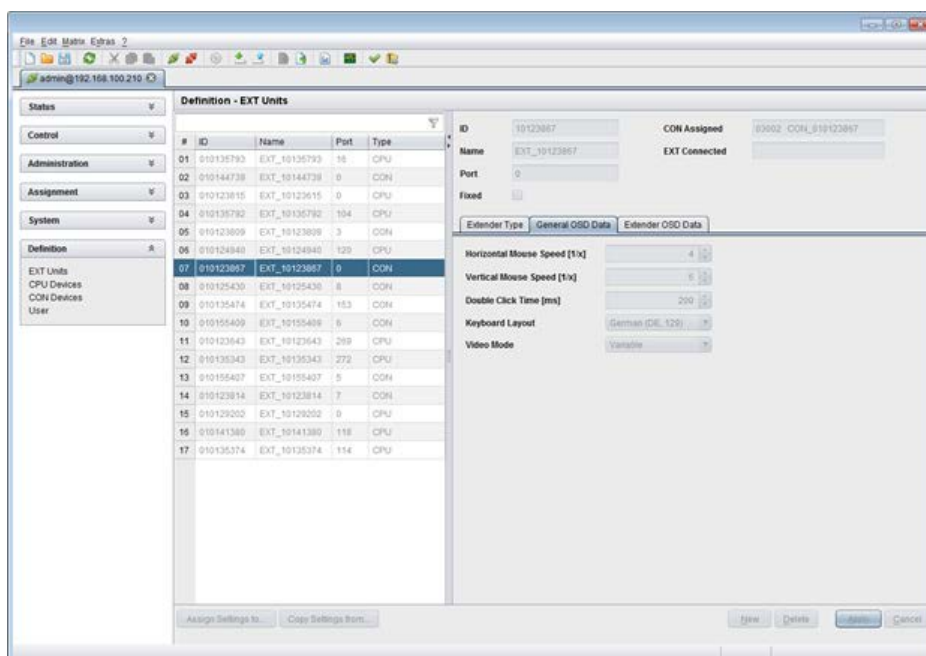 File Edit Matrix Extras ?
admin@192.168.100.210
Status
Control
Administration
Assignment
System
Definition
EXT Units
CPU Devices
CON Devices
User
Definition - EXT Units
# ID Name Port Type
01 010135793 EXT_10135793 16 CPU
02 010144739 EXT_10144739 0 CON
03 010123615 EXT_10123615 0 CPU
04 010135792 EXT_10135792 104 CPU
05 010123809 EXT_10123809 3 CON
06 010124940 EXT_10124940 120 CPU
07 010123867 EXT_10123867 0 CON
08 010125430 EXT_10125430 8 CON
09 010135474 EXT_10135474 153 CPU
10 010155409 EXT_10155409 6 CON
11 010123643 EXT_10123643 269 CPU
12 010135343 EXT_10135343 272 CPU
13 010155407 EXT_10155407 5 CON
14 010123814 EXT_10123814 7 CON
15 010129202 EXT_10129202 0 CPU
16 010141380 EXT_10141380 118 CPU
17 010135374 EXT_10135374 114 CPU
ID 10123867 CON Assigned 03002 CON_010123867
Name EXT_10123867 EXT Connected
Port 0
Fixed
Extender Type General OSD Data Extender OSD Data
Horizontal Mouse Speed [1/x] 4
Vertical Mouse Speed [1/x]
Double Click Time [ms] 200
Keyboard Layout German (DE, 129)
Video Mode Variable
Assign Settings to... Copy Settings from... New Delete Apply Cancel